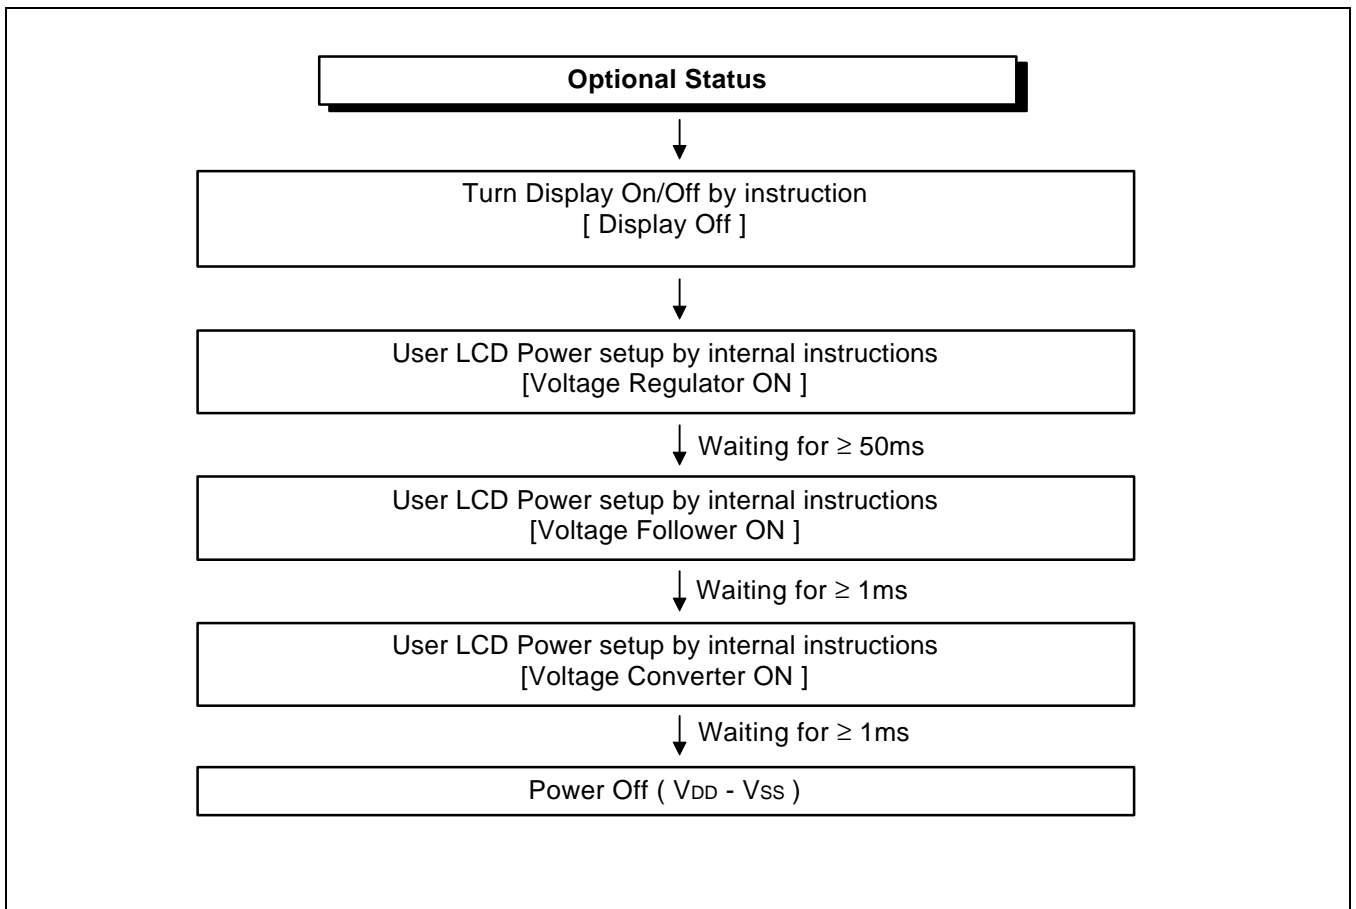 Optional Status
Turn Display On/Off by instruction
[ Display Off ]
User LCD Power setup by internal instructions
[Voltage Regulator ON ]
Waiting for ≥ 50ms
User LCD Power setup by internal instructions
[Voltage Follower ON ]
Waiting for ≥ 1ms
User LCD Power setup by internal instructions
[Voltage Converter ON ]
Waiting for ≥ 1ms
Power Off ( VDD - VSS )